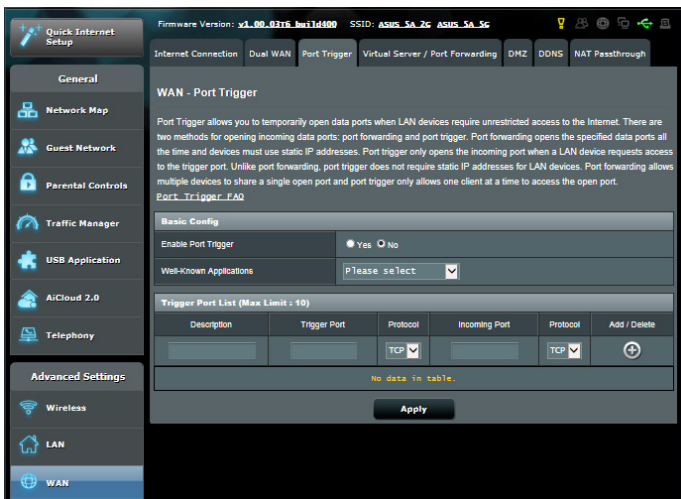 Quick Internet
Setup
Firmware Version: v1.00.03T6 build400 SSID: ASUS_5A_2G ASUS_5A_5G
Internet Connection Dual WAN Port Trigger Virtual Server / Port Forwarding DMZ DDNS NAT Passthrough
General
Network Map
Guest Network
Parental Controls
Traffic Manager
USB Application
AiCloud 2.0
Telephony
Advanced Settings
Wireless
LAN
WAN
WAN - Port Trigger
Port Trigger allows you to temporarily open data ports when LAN devices require unrestricted access to the Internet. There are
two methods for opening incoming data ports: port forwarding and port trigger. Port forwarding opens the specified data ports all
the time and devices must use static IP addresses. Port trigger only opens the incoming port when a LAN device requests access
to the trigger port. Unlike port forwarding, port trigger does not require static IP addresses for LAN devices. Port forwarding allows
multiple devices to share a single open port and port trigger only allows one client at a time to access the open port.
Port Trigger FAQ
Basic Config
Enable Port Trigger Yes No
Well-Known Applications Please select
Trigger Port List (Max Limit : 10)
Description Trigger Port Protocol Incoming Port Protocol Add / Delete
TCP TCP
No data in table.
Apply